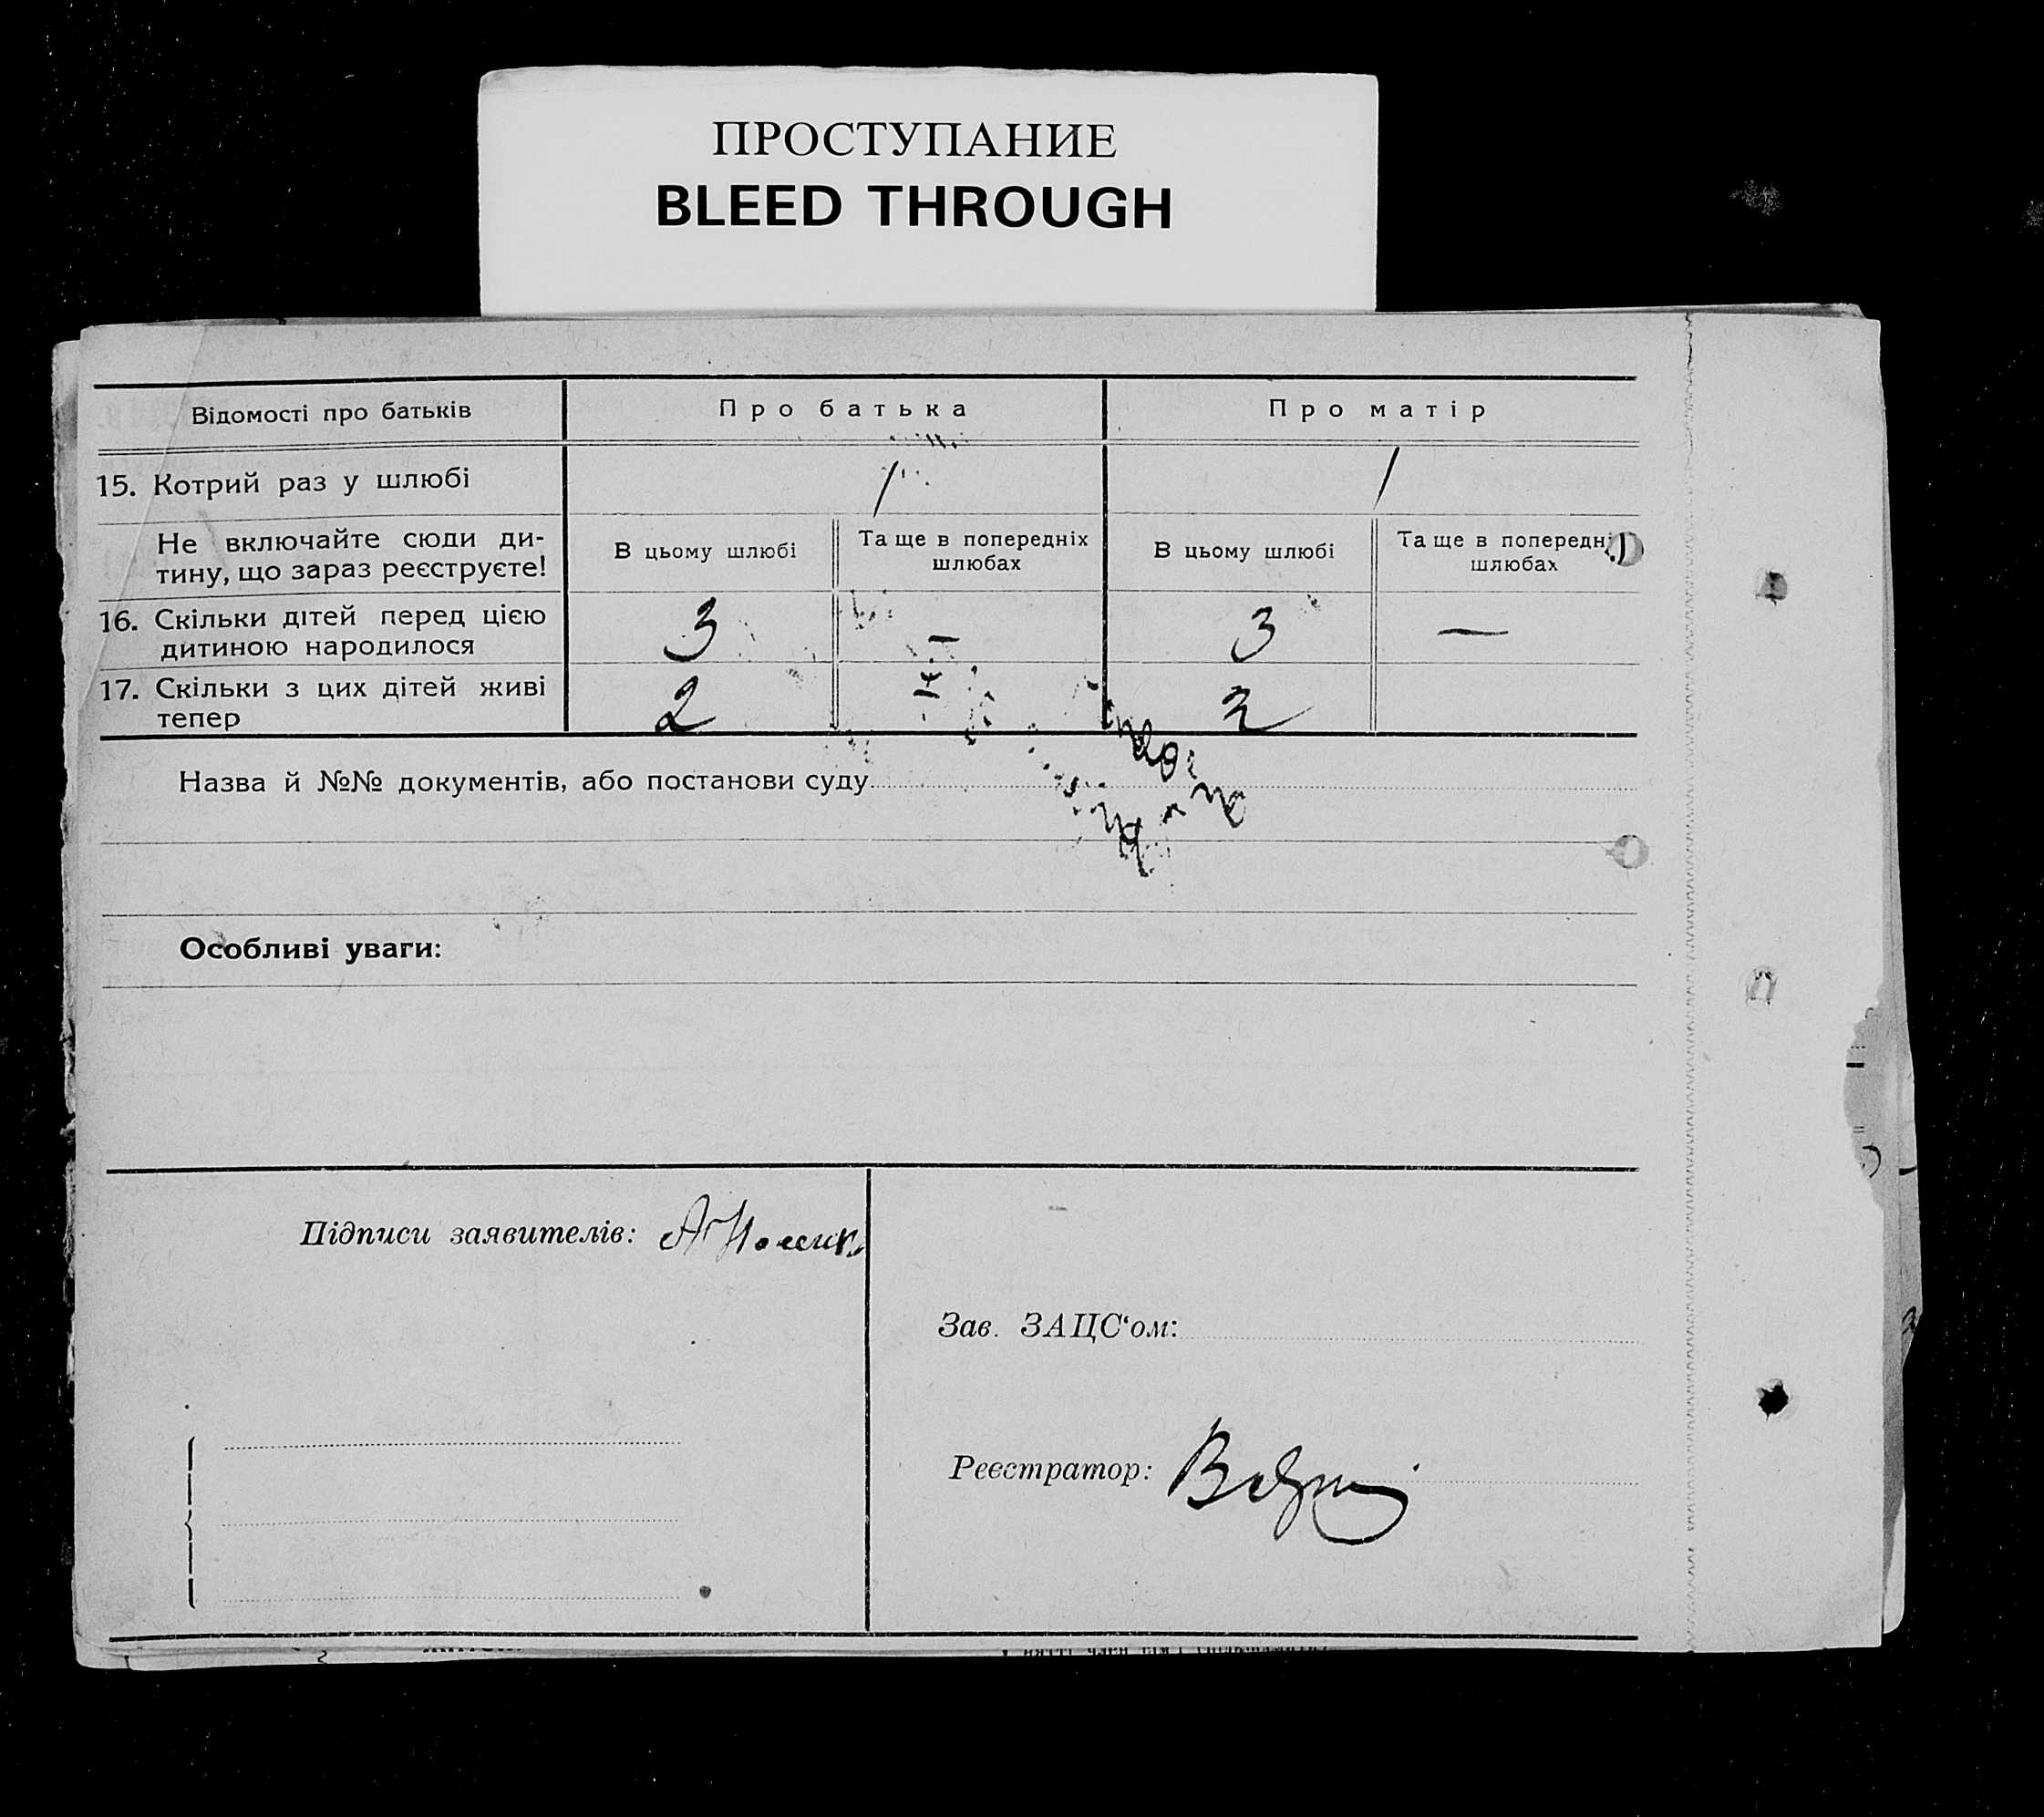 ПРОСТУПАНИЕ
BLEED THROUGH
Відомості про батьків
Про батька
Про матір
15. Котрий раз у шлюбі
1
1
Не включайте сюди ди-
тину, що зараз реєструєте!
В цьому шлюбі
Та ще в попередніх
шлюбах
В цьому шлюбі
Та ще в попередні
шлюбах
16. Скільки дітей перед цією
дитиною народилося
3
3
—
17. Скільки з цих дітей живі
тепер
2
2
Назва й №№ документів, або постанови суду
Особливі уваги:
Підписи заявителів:
Зав. ЗАЦС‘ом:
Реєстратор: